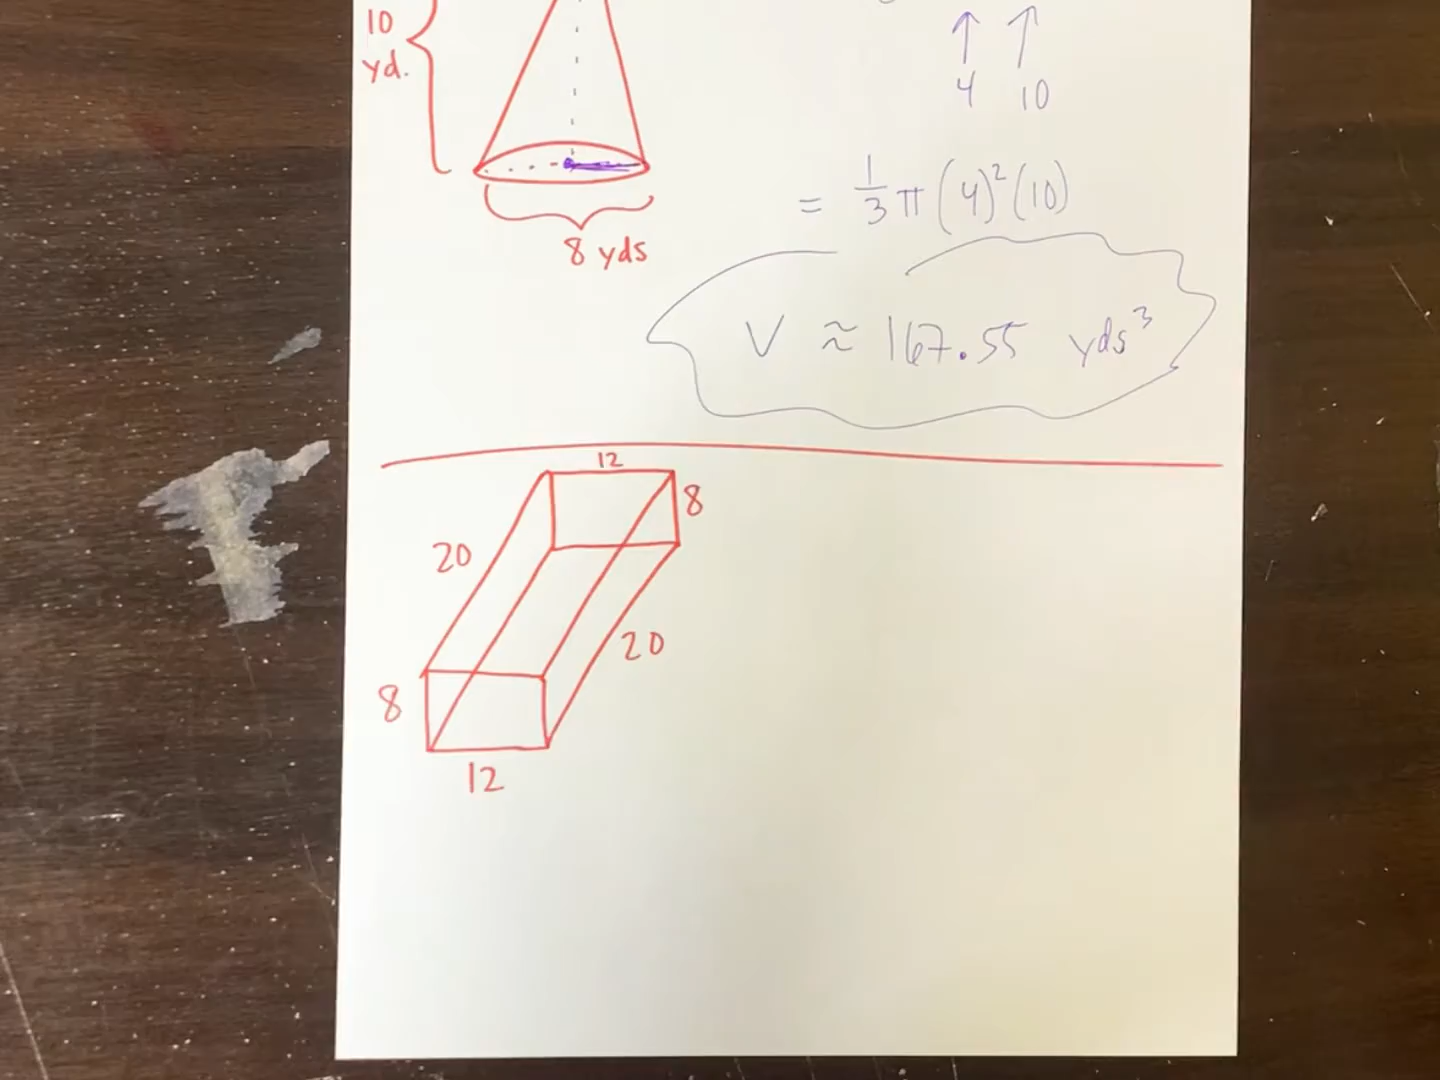 10
yd.
8 yds
↑ ↑
4 10
= 1/3 π (4)² (10)
V ≈ 167.55 yds³
12
8
20
20
8
12